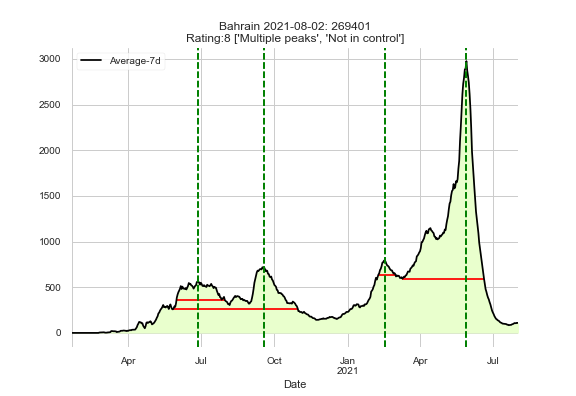 Bahrain 2021-08-02: 269401
Rating:8 ['Multiple peaks', 'Not in control']
Average-7d
3000
2500
2000
1500
1000
500
0
Apr
Jul
Oct
Jan
2021
Apr
Jul
Date